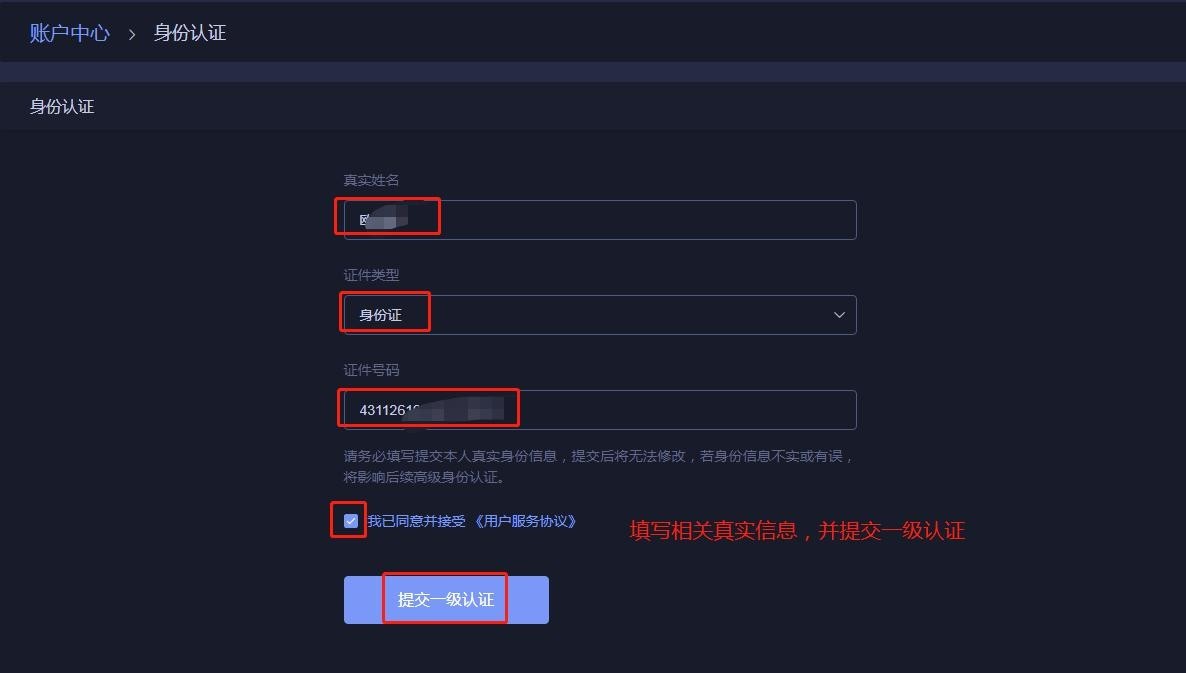 账户中心 > 身份认证
身份认证
真实姓名
欧
证件类型
身份证
证件号码
4311261
请务必填写提交本人真实身份信息，提交后将无法修改，若身份信息不实或有误，
将影响后续高级身份认证。
我已同意并接受《用户服务协议》
填写相关真实信息，并提交一级认证
提交一级认证